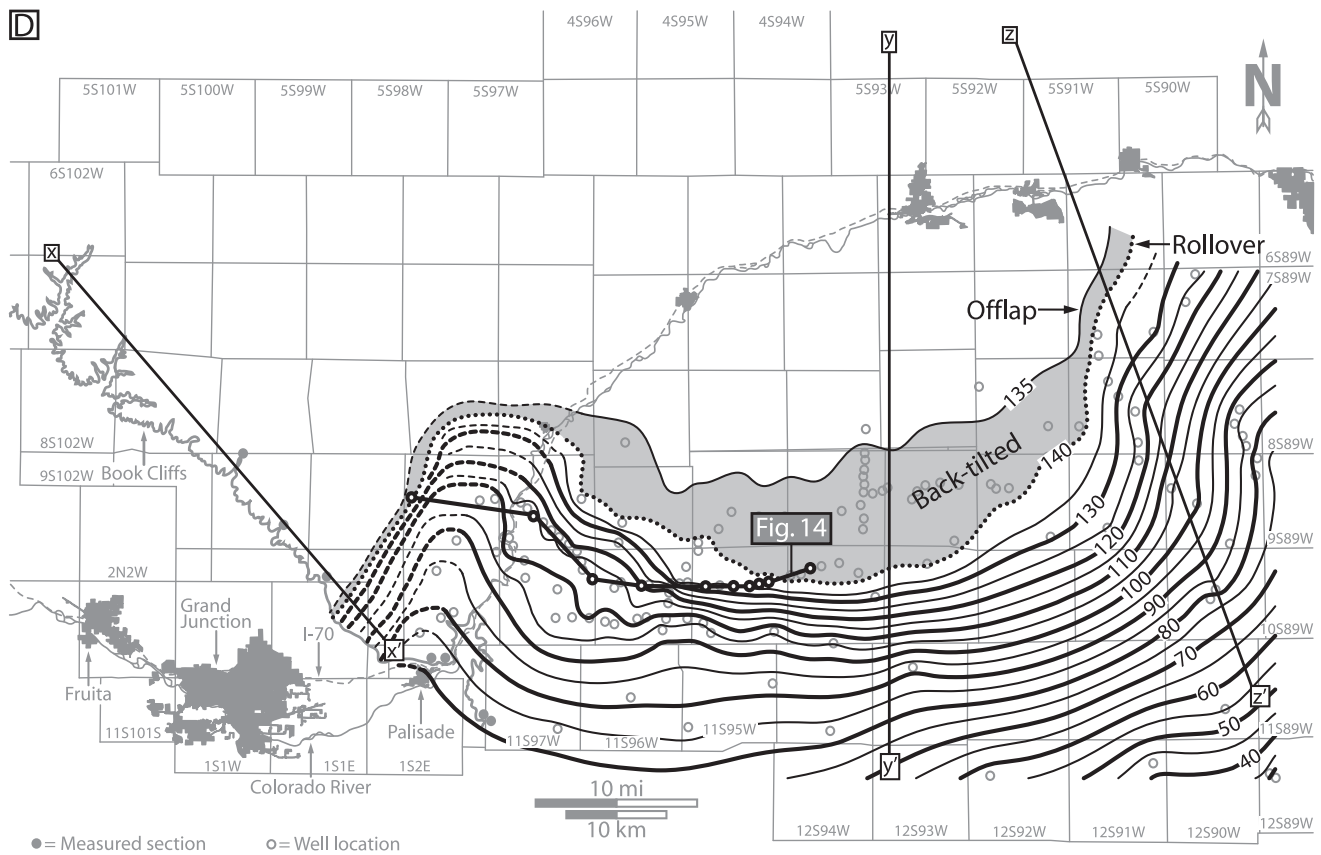 D
4S96W
4S95W
4S94W
y
z
N
5S101W
5S100W
5S99W
5S98W
5S97W
5S93W
5S92W
5S91W
5S90W
6S102W
x
Rollover
6S89W
7S89W
Offlap
135
8S102W
Book Cliffs
9S102W
8S89W
140
Back-tilted
130
Fig. 14
120
9S89W
110
100
2N2W
Grand
Junction
90
I-70
80
10S89W
x'
70
Fruita
60
z'
50
11S101S
Palisade
11S97W
11S96W
11S95W
11S89W
40
1S1W
1S1E
1S2E
y'
Colorado River
10 mi
10 km
12S94W
12S93W
12S92W
12S91W
12S90W
12S89W
= Measured section
= Well location